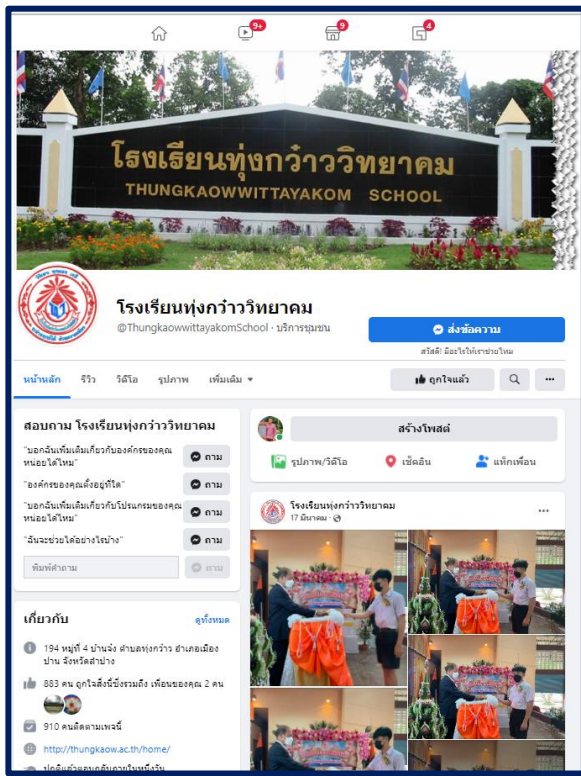 9+
9
4
โรงเรียนทุ่งกว๋าววิทยาคม
THUNGKAOWWITTAYAKOM SCHOOL
โรงเรียนทุ่งกว๋าววิทยาคม
@ThungkaowwittayakomSchool · บริการชุมชน
ส่งข้อความ
สวัสดี! มีอะไรให้เราช่วยไหม
หน้าหลัก รีวิว วิดีโอ รูปภาพ เพิ่มเติม
ถูกใจแล้ว
สอบถาม โรงเรียนทุ่งกว๋าววิทยาคม
"บอกฉันเพิ่มเติมเกี่ยวกับองค์กรของคุณ
หน่อยได้ไหม"
ถาม
"องค์กรของคุณตั้งอยู่ที่ใด"
ถาม
"บอกฉันเพิ่มเติมเกี่ยวกับโปรแกรมของคุณ
หน่อยได้ไหม"
ถาม
"ฉันจะช่วยได้อย่างไรบ้าง"
ถาม
พิมพ์คำถาม
ถาม
เกี่ยวกับ ดูทั้งหมด
194 หมู่ที่ 4 บ้านจ๋ง ตำบลทุ่งกว๋าว อำเภอเมือง
ปาน จังหวัดลำปาง
883 คน ถูกใจสิ่งนี้ซึ่งรวมถึง เพื่อนของคุณ 2 คน
910 คนติดตามเพจนี้
http://thungkaow.ac.th/home/
ปกติแล้วตอบกลับภายในหนึ่งวัน
สร้างโพสต์
รูปภาพ/วิดีโอ เช็คอิน แท็กเพื่อน
โรงเรียนทุ่งกว๋าววิทยาคม
17 มีนาคม